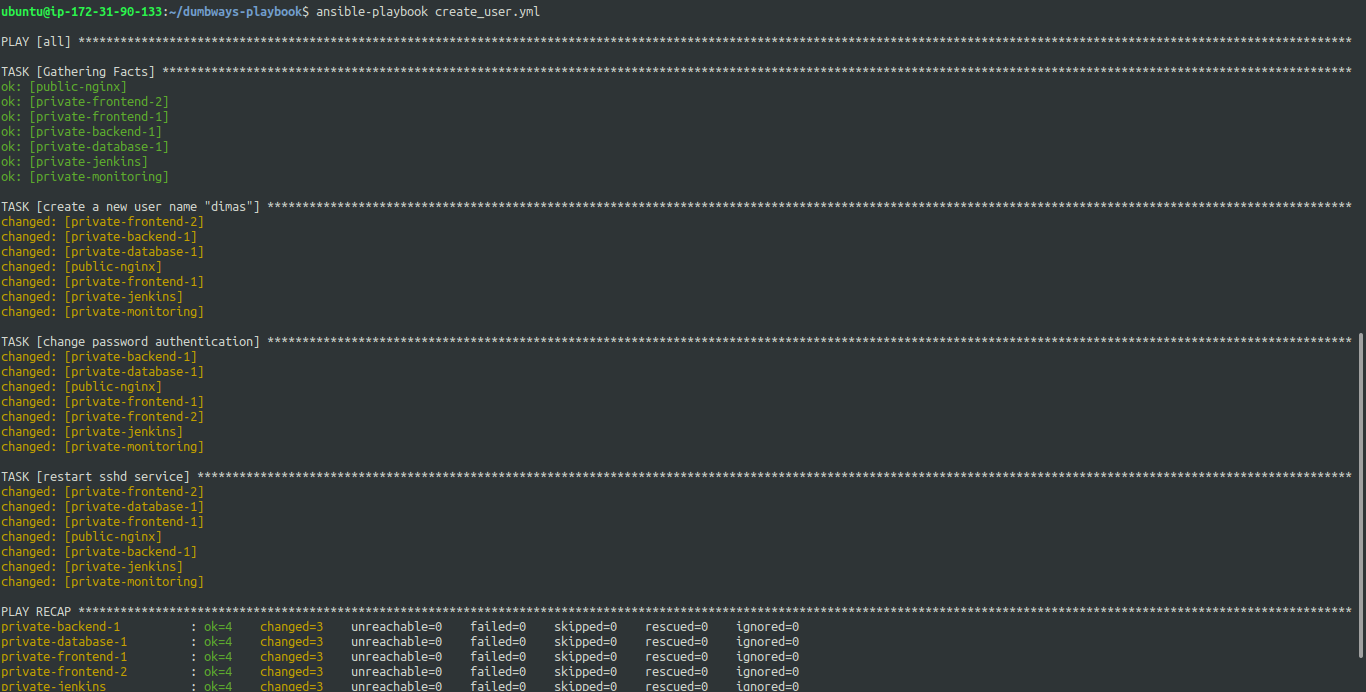 ubuntu@ip-172-31-90-133:~/dumbways-playbook$ ansible-playbook create_user.yml
PLAY [all] **************************************************************************************************************************************************************************************
TASK [Gathering Facts] **************************************************************************************************************************************************************************
ok: [public-nginx]
ok: [private-frontend-2]
ok: [private-frontend-1]
ok: [private-backend-1]
ok: [private-database-1]
ok: [private-jenkins]
ok: [private-monitoring]
TASK [create a new user name "dimas"] ***********************************************************************************************************************************************************
changed: [private-frontend-2]
changed: [private-backend-1]
changed: [private-database-1]
changed: [public-nginx]
changed: [private-frontend-1]
changed: [private-jenkins]
changed: [private-monitoring]
TASK [change password authentication] ***********************************************************************************************************************************************************
changed: [private-backend-1]
changed: [private-database-1]
changed: [public-nginx]
changed: [private-frontend-1]
changed: [private-frontend-2]
changed: [private-jenkins]
changed: [private-monitoring]
TASK [restart sshd service] *********************************************************************************************************************************************************************
changed: [private-frontend-2]
changed: [private-database-1]
changed: [private-frontend-1]
changed: [public-nginx]
changed: [private-backend-1]
changed: [private-jenkins]
changed: [private-monitoring]
PLAY RECAP **************************************************************************************************************************************************************************************
private-backend-1          : ok=4    changed=3    unreachable=0    failed=0    skipped=0    rescued=0    ignored=0
private-database-1         : ok=4    changed=3    unreachable=0    failed=0    skipped=0    rescued=0    ignored=0
private-frontend-1         : ok=4    changed=3    unreachable=0    failed=0    skipped=0    rescued=0    ignored=0
private-frontend-2         : ok=4    changed=3    unreachable=0    failed=0    skipped=0    rescued=0    ignored=0
private-jenkins            : ok=4    changed=3    unreachable=0    failed=0    skipped=0    rescued=0    ignored=0